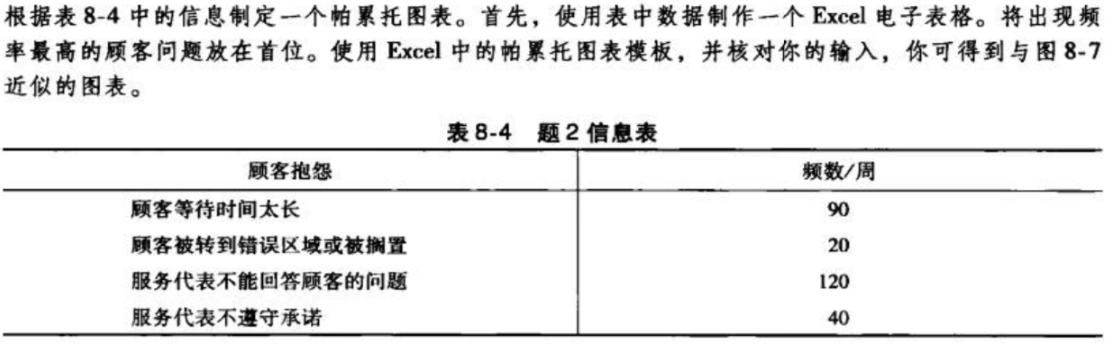 根据表 8-4 中的信息制定一个帕累托图表。首先，使用表中数据制作一个 Excel 电子表格。将出现频
率最高的顾客问题放在首位。使用 Excel 中的帕累托图表模板，并核对你的输入，你可得到与图 8-7
近似的图表。
表 8-4 题 2 信息表
顾客抱怨 频数/周
顾客等待时间太长 90
顾客被转到错误区域或被搁置 20
服务代表不能回答顾客的问题 120
服务代表不遵守承诺 40